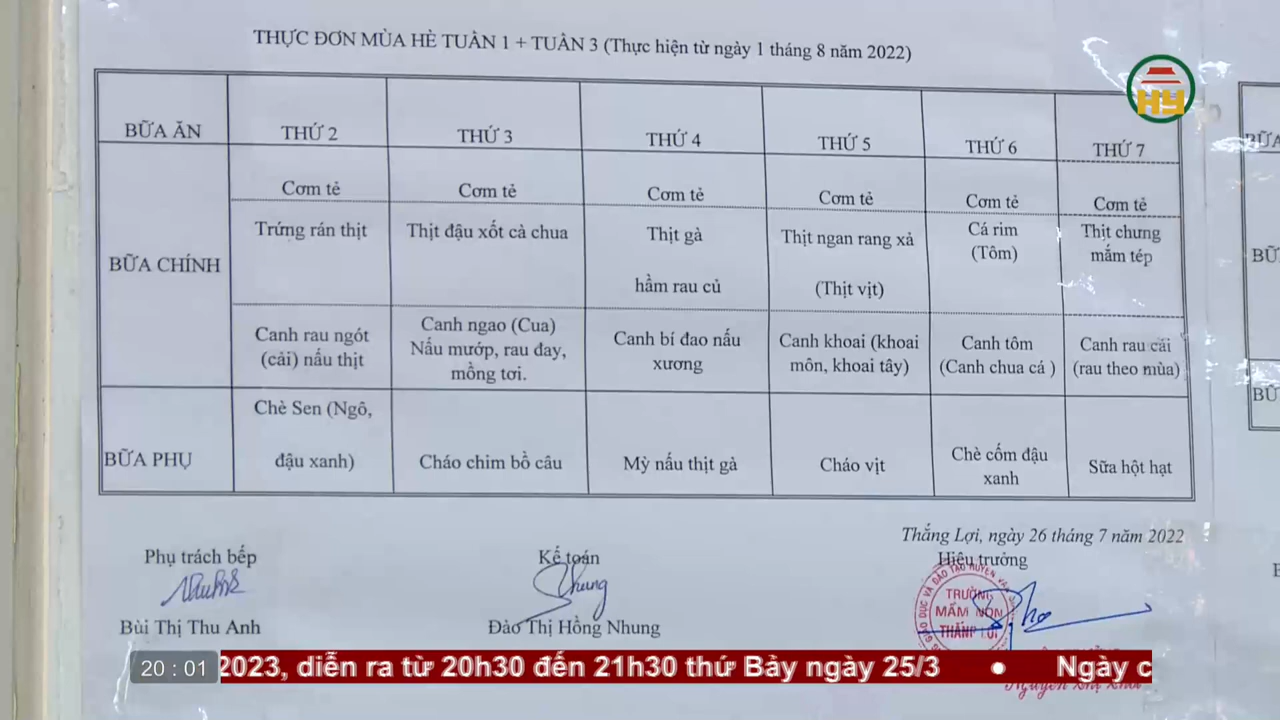 THỰC ĐƠN MÙA HÈ TUẦN 1 + TUẦN 3 (Thực hiện từ ngày 1 tháng 8 năm 2022)
HY
BỮA ĂN THỨ 2 THỨ 3 THỨ 4 THỨ 5 THỨ 6 THỨ 7
BỮA CHÍNH
Cơm tẻ Cơm tẻ Cơm tẻ Cơm tẻ Cơm tẻ Cơm tẻ
Trứng rán thịt
Thịt đậu xốt cà chua
Thịt gà
hầm rau củ
Thịt ngan rang xả
(Thịt vịt)
Cá rim
(Tôm)
Thịt chưng
mắm tép
Canh rau ngót
(cải) nấu thịt
Canh ngao (Cua)
Nấu mướp, rau đay,
mồng tơi.
Canh bí đao nấu
xương
Canh khoai (khoai
môn, khoai tây)
Canh tôm
(Canh chua cá )
Canh rau cải
(rau theo mùa)
BỮA PHỤ
Chè Sen (Ngô,
đậu xanh)
Cháo chim bồ câu
Mỳ nấu thịt gà
Cháo vịt
Chè cốm đậu
xanh
Sữa hột hạt
Thắng Lợi, ngày 26 tháng 7 năm 2022
Phụ trách bếp
Kế toán
Hiệu trưởng
TRƯỜNG
MẦM NON
THẮNG LỢI
Bùi Thị Thu Anh
Đào Thị Hồng Nhung
20 : 01
2023, diễn ra từ 20h30 đến 21h30 thứ Bảy ngày 25/3 • Ngày c